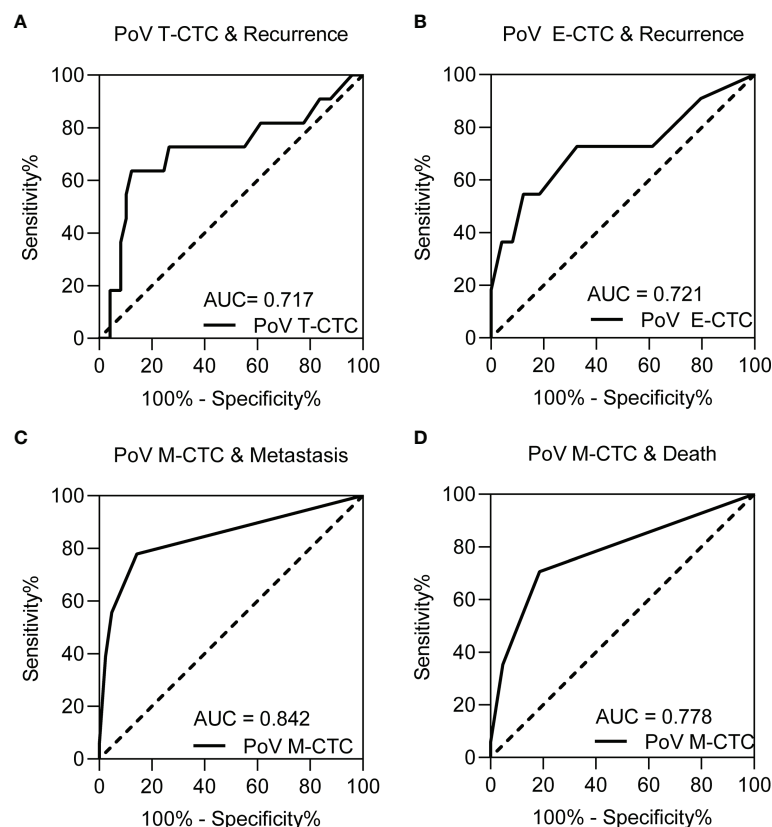 A
PoV T-CTC & Recurrence
100
80
60
40
20
0
Sensitivity%
AUC= 0.717
PoV T-CTC
0 20 40 60 80 100
100% - Specificity%
B
PoV E-CTC & Recurrence
100
80
60
40
20
0
Sensitivity%
AUC = 0.721
PoV E-CTC
0 20 40 60 80 100
100% - Specificity%
C
PoV M-CTC & Metastasis
100
80
60
40
20
0
Sensitivity%
AUC = 0.842
PoV M-CTC
0 20 40 60 80 100
100% - Specificity%
D
PoV M-CTC & Death
100
80
60
40
20
0
Sensitivity%
AUC = 0.778
PoV M-CTC
0 20 40 60 80 100
100% - Specificity%